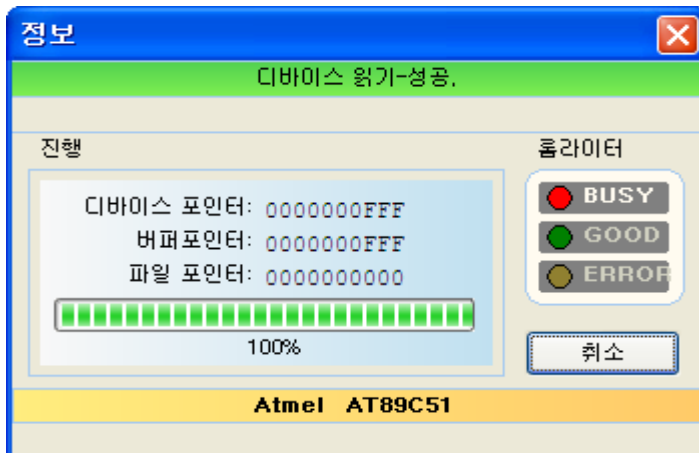 정보
디바이스 읽기-성공.
진행
디바이스 포인터: 0000000FFF
버퍼포인터: 0000000FFF
파일 포인터: 0000000000
100%
롬라이터
BUSY
GOOD
ERROR
취소
Atmel AT89C51